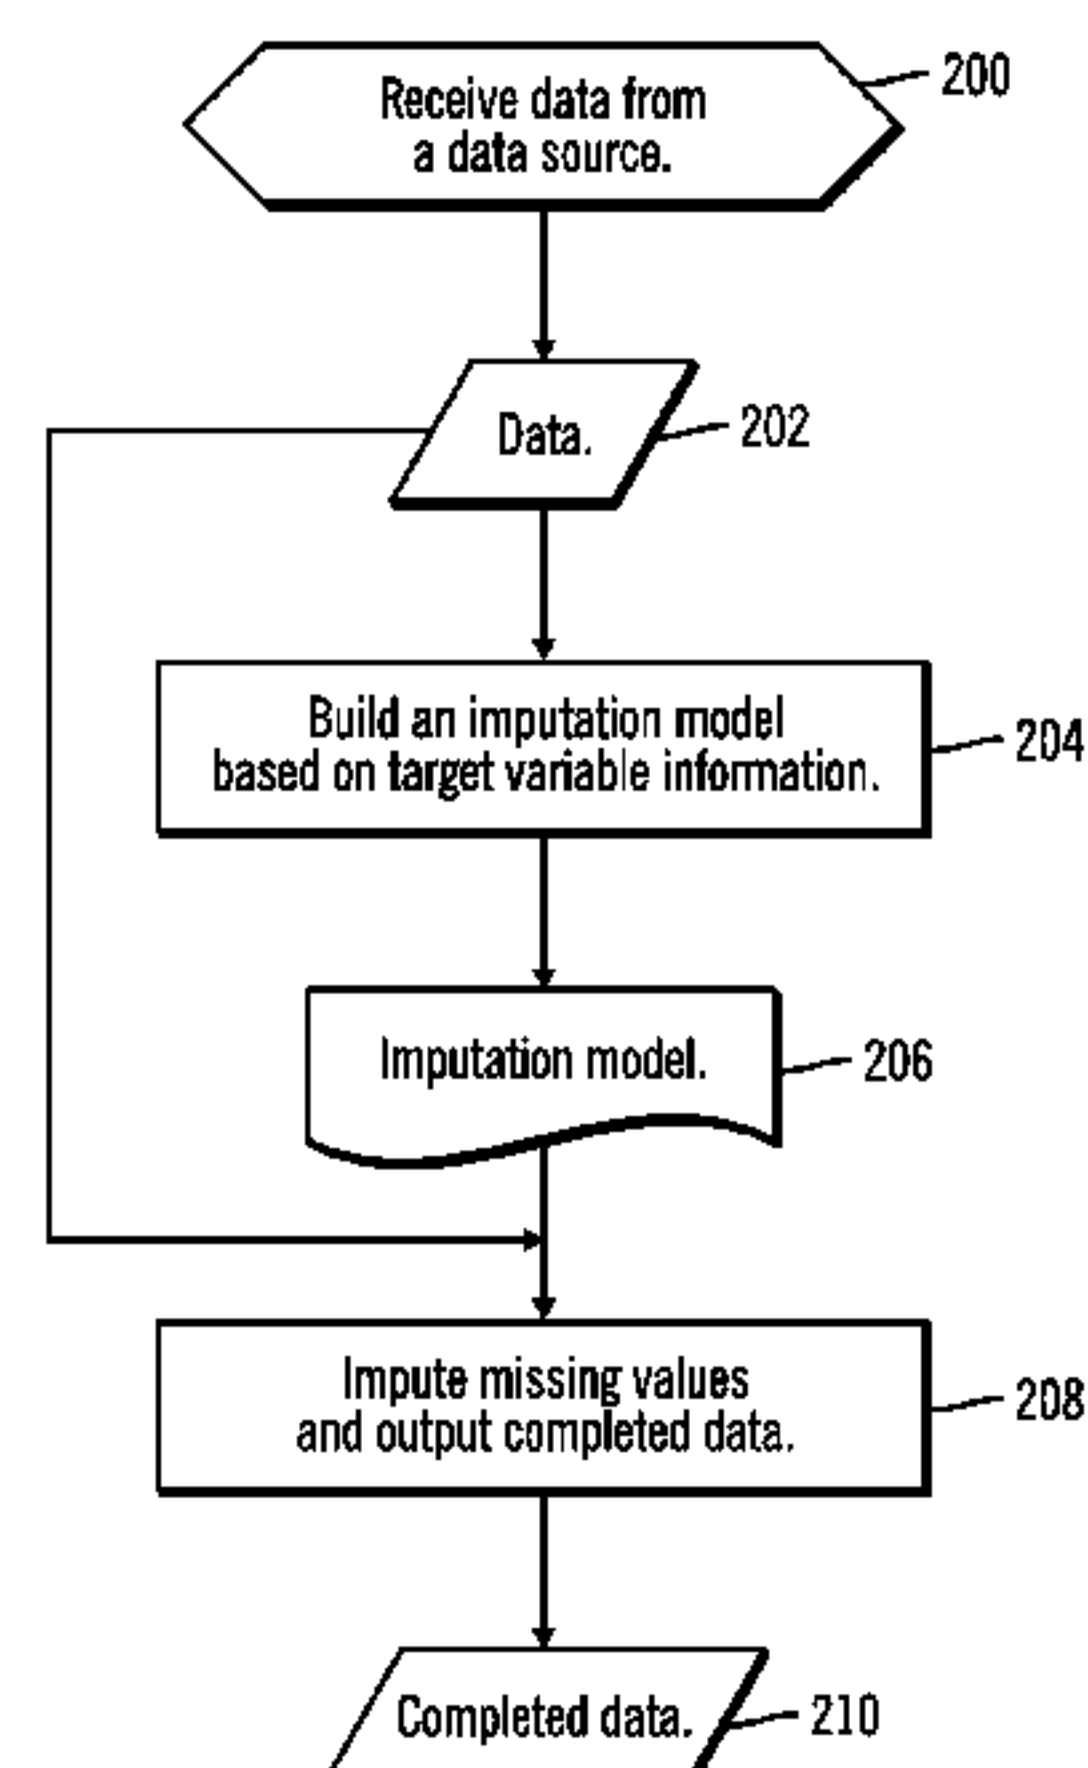 Receive data from
a data source.
200
Data.
202
Build an imputation model
based on target variable information.
204
Imputation model.
206
Impute missing values
and output completed data.
208
Completed data.
210